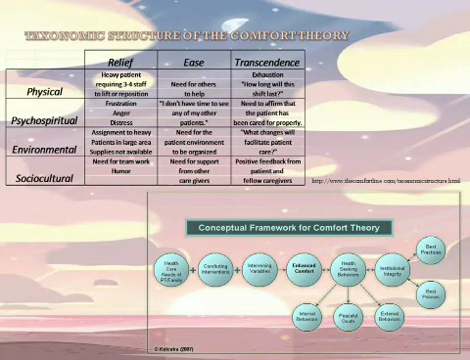 TAXONOMIC STRUCTURE OF THE COMFORT THEORY
Relief Ease Transcendence
Physical
Heavy patient
requiring 3-4 staff
to lift or reposition
Need for others
to help
Exhaustion
"How long will this
shift last?"
Psychospiritual
Frustration
Anger
Distress
"I don't have time to see
any of my other
patients."
Need to affirm that
the patient has
been cared for properly.
Environmental
Assignment to heavy
Patients in large area
Supplies not available
Need for the
patient environment
to be organized
"What changes will
facilitate patient
care?"
Sociocultural
Need for team work
Humor
Need for support
from other
care givers
Positive feedback from
patient and
fellow caregivers
http://www.thecomfortline.com/taxonomicstructure.html
Conceptual Framework for Comfort Theory
Health
Care
Needs of
+
Comforting
Interventions
+
Intervening
Variables
Enhanced
Comfort
Health
Seeking
Behaviors
Institutional
Integrity
Best
Practices
Best
Policies
Internal
Behaviors
Peaceful
Death
External
Behaviors
© Kolcaba (2007)